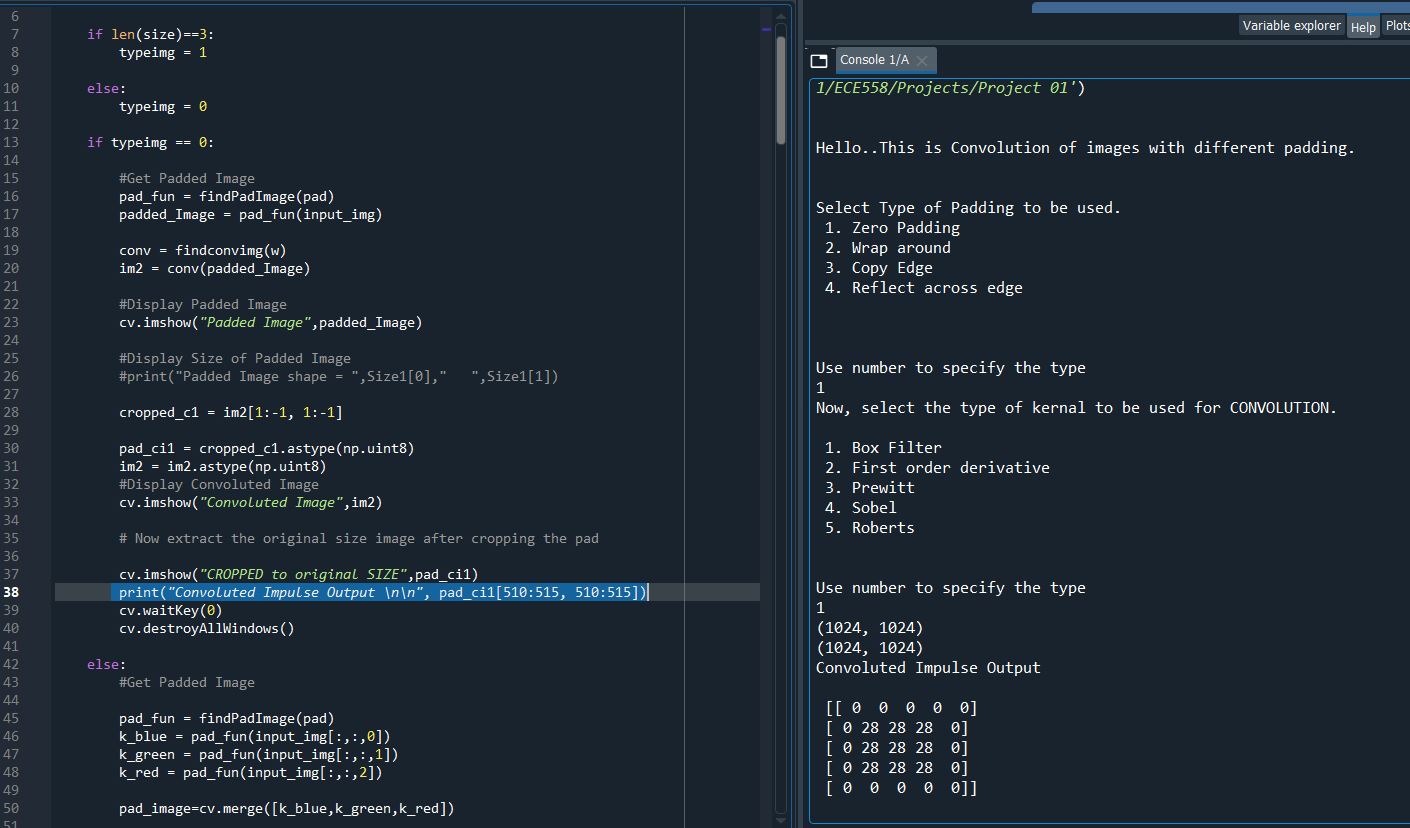 6
7 if len(size)==3:
8 typeimg = 1
9
10 else:
11 typeimg = 0
12
13 if typeimg == 0:
14
15 #Get Padded Image
16 pad_fun = findPadImage(pad)
17 padded_Image = pad_fun(input_img)
18
19 conv = findconvimg(w)
20 im2 = conv(padded_Image)
21
22 #Display Padded Image
23 cv.imshow("Padded Image",padded_Image)
24
25 #Display Size of Padded Image
26 #print("Padded Image shape = ",Size1[0],"   ",Size1[1])
27
28 cropped_c1 = im2[1:-1, 1:-1]
29
30 pad_ci1 = cropped_c1.astype(np.uint8)
31 im2 = im2.astype(np.uint8)
32 #Display Convoluted Image
33 cv.imshow("Convoluted Image",im2)
34
35 # Now extract the original size image after cropping the pad
36
37 cv.imshow("CROPPED to original SIZE",pad_ci1)
38 print("Convoluted Impulse Output \n\n", pad_ci1[510:515, 510:515])
39 cv.waitKey(0)
40 cv.destroyAllWindows()
41
42 else:
43 #Get Padded Image
44
45 pad_fun = findPadImage(pad)
46 k_blue = pad_fun(input_img[:,:,0])
47 k_green = pad_fun(input_img[:,:,1])
48 k_red = pad_fun(input_img[:,:,2])
49
50 pad_image=cv.merge([k_blue,k_green,k_red])
51
Variable explorer Help Plots
Console 1/A
1/ECE558/Projects/Project 01')
Hello..This is Convolution of images with different padding.
Select Type of Padding to be used.
1. Zero Padding
2. Wrap around
3. Copy Edge
4. Reflect across edge
Use number to specify the type
1
Now, select the type of kernal to be used for CONVOLUTION.
1. Box Filter
2. First order derivative
3. Prewitt
4. Sobel
5. Roberts
Use number to specify the type
1
(1024, 1024)
(1024, 1024)
Convoluted Impulse Output
[[ 0  0  0  0  0]
[ 0 28 28 28  0]
[ 0 28 28 28  0]
[ 0 28 28 28  0]
[ 0  0  0  0  0]]